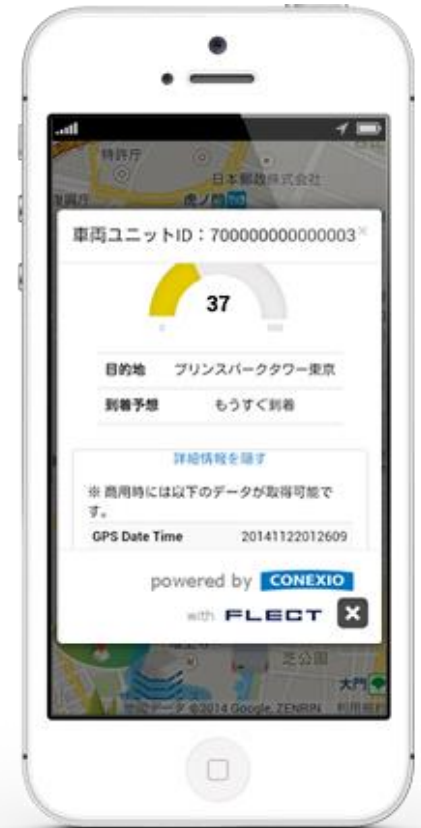 特許庁
日本郵政株式会社
虎ノ門
車両ユニットID：700000000000003
×
37
目的地 プリンスパークタワー東京
到着予想 もうすぐ到着
詳細情報を隠す
※ 商用時には以下のデータが取得可能で
す。
GPS Date Time 20141122012609
powered by CONEXIO
with FLECT
芝公園
大門
地図データ ©2014 Google, ZENRIN 利用規約